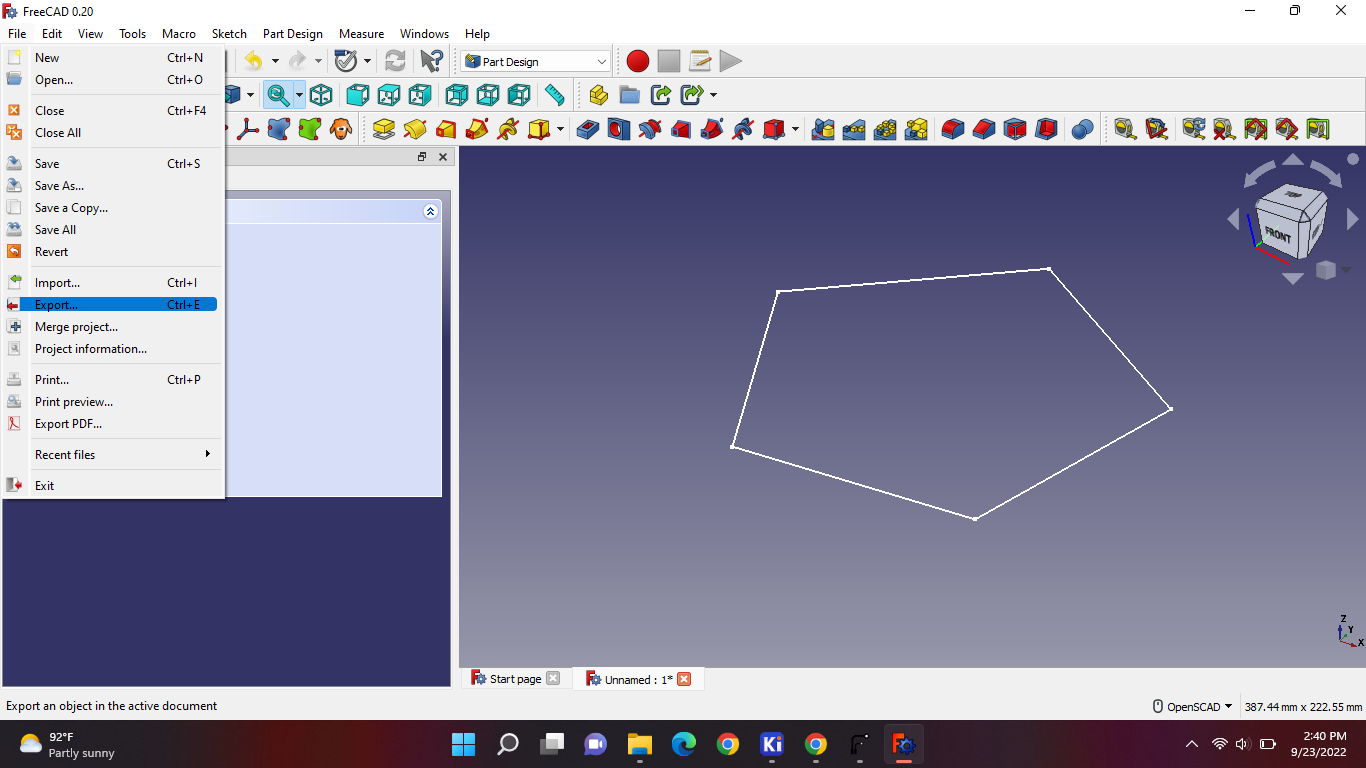 FreeCAD 0.20
File Edit View Tools Macro Sketch Part Design Measure Windows Help
New Ctrl+N
Part Design
Open... Ctrl+O
Close Ctrl+F4
Close All
Save Ctrl+S
Save As...
Save a Copy...
Save All
Revert
Import... Ctrl+I
Export... Ctrl+E
Merge project...
Project information...
Print... Ctrl+P
Print preview...
Export PDF...
Recent files
Exit
FRONT
Z
Y
X
Start page
Unnamed : 1*
Export an object in the active document
OpenSCAD
387.44 mm x 222.55 mm
92°F
Partly sunny
Ki
2:40 PM
9/23/2022